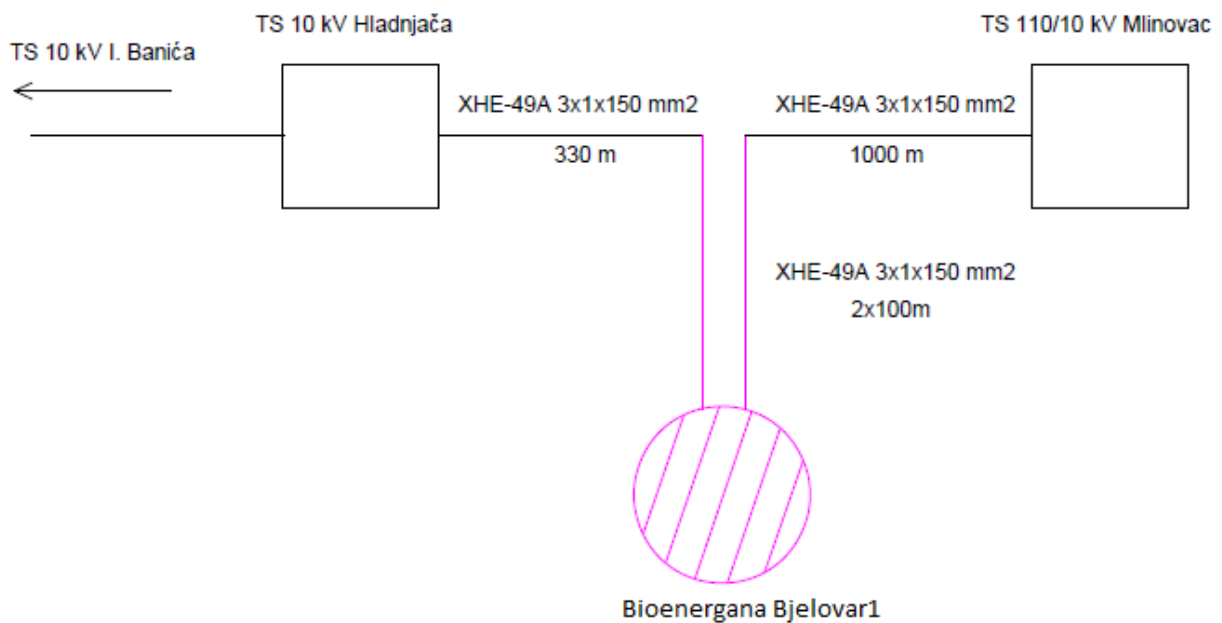 TS 10 kV Hladnjača
TS 110/10 kV Mlinovac
TS 10 kV I. Banića
XHE-49A 3x1x150 mm2
XHE-49A 3x1x150 mm2
330 m
1000 m
XHE-49A 3x1x150 mm2
2x100m
Bioenergana Bjelovar1